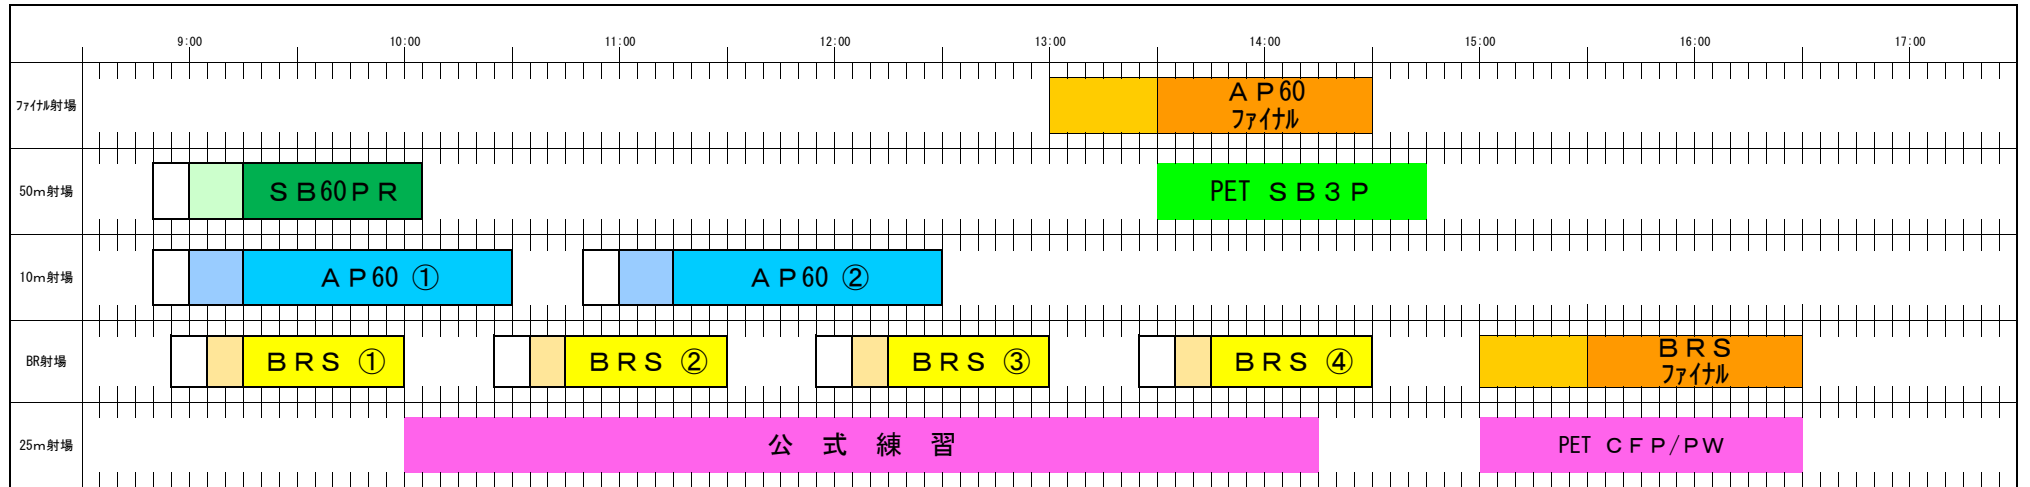 9:00 10:00 11:00 12:00 13:00 14:00 15:00 16:00 17:00
ﾌｧｲﾅﾙ射場 ＡＰ60
ﾌｧｲﾅﾙ
50ｍ射場 ＳＢ60ＰＲ PET ＳＢ３Ｐ
10ｍ射場 ＡＰ60 ① ＡＰ60 ②
BR射場 ＢＲＳ ① ＢＲＳ ② ＢＲＳ ③ ＢＲＳ ④ ＢＲＳ
ﾌｧｲﾅﾙ
25ｍ射場 公 式 練 習 PET ＣＦＰ/ＰＷ